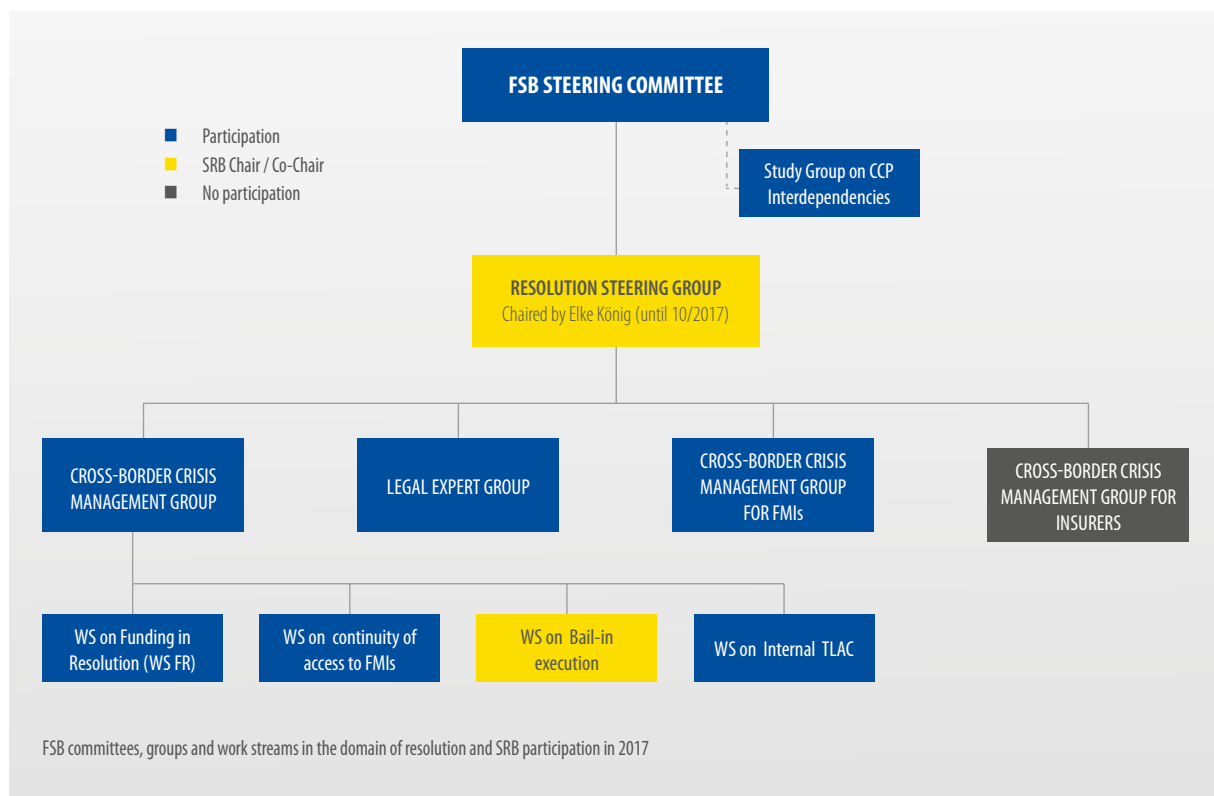 FSB STEERING COMMITTEE
Participation
SRB Chair / Co-Chair
No participation
Study Group on CCP
Interdependencies
RESOLUTION STEERING GROUP
Chaired by Elke König (until 10/2017)
CROSS-BORDER CRISIS
MANAGEMENT GROUP
LEGAL EXPERT GROUP
CROSS-BORDER CRISIS
MANAGEMENT GROUP
FOR FMIs
CROSS-BORDER CRISIS
MANAGEMENT GROUP FOR
INSURERS
WS on Funding in
Resolution (WS FR)
WS on continuity of
access to FMIs
WS on Bail-in
execution
WS on Internal TLAC
FSB committees, groups and work streams in the domain of resolution and SRB participation in 2017